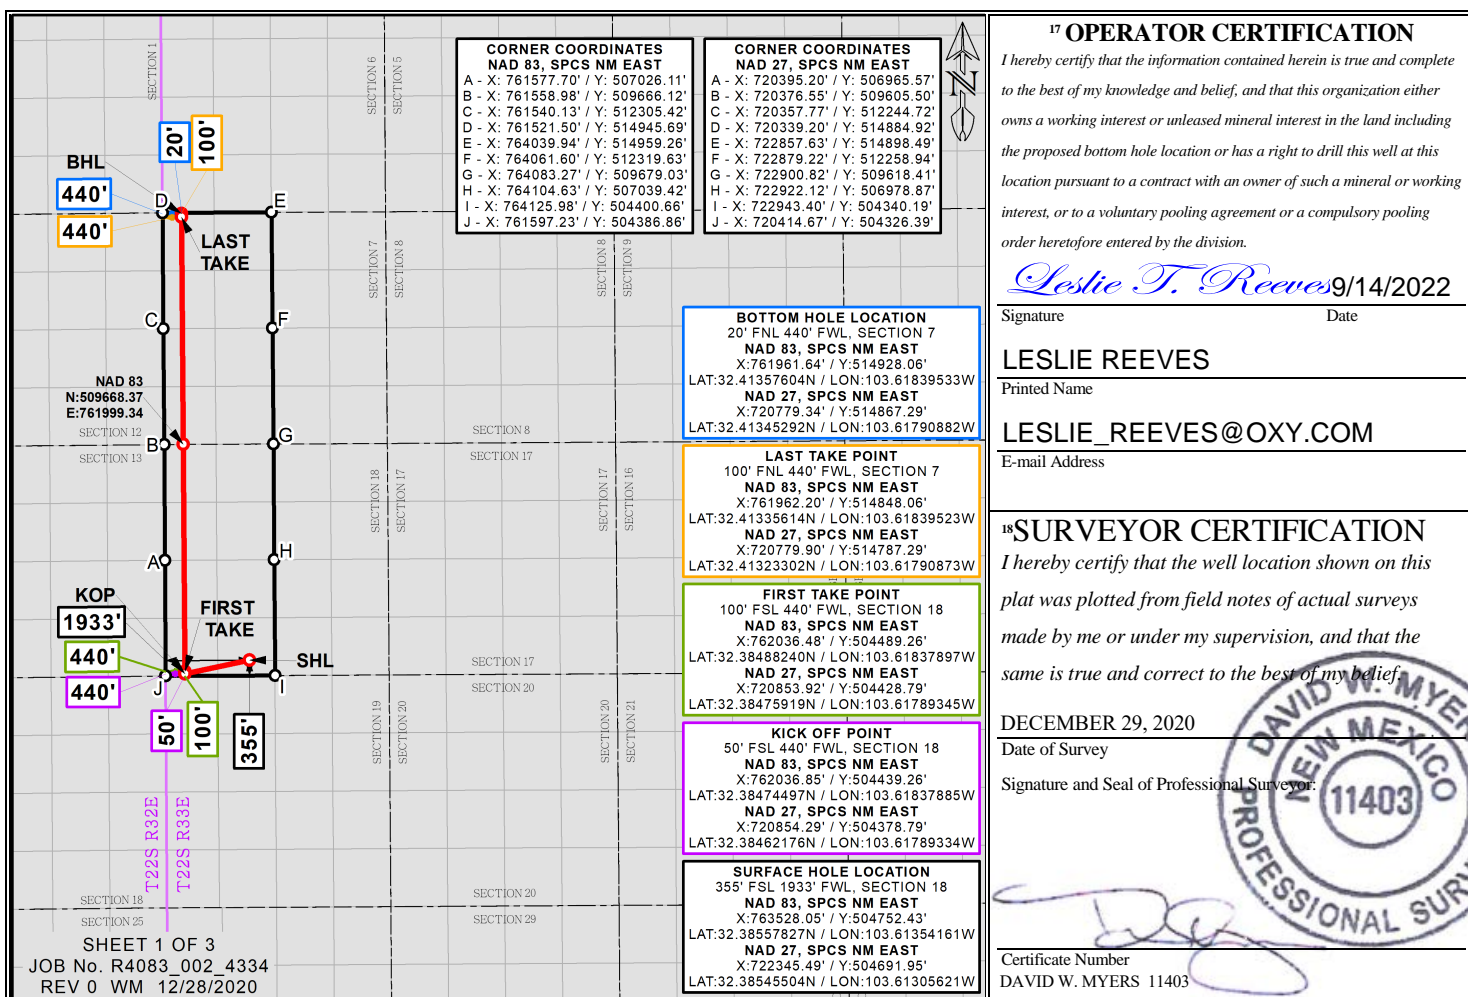 SECTION 1
SECTION 6
SECTION 5
CORNER COORDINATES
NAD 83, SPCS NM EAST
A - X: 761577.70' / Y: 507026.11'
B - X: 761558.98' / Y: 509666.12'
C - X: 761540.13' / Y: 512305.42'
D - X: 761521.50' / Y: 514945.69'
E - X: 764039.94' / Y: 514959.26'
F - X: 764061.60' / Y: 512319.63'
G - X: 764083.27' / Y: 509679.03'
H - X: 764104.63' / Y: 507039.42'
I - X: 764125.98' / Y: 504400.66'
J - X: 761597.23' / Y: 504386.86'
CORNER COORDINATES
NAD 27, SPCS NM EAST
A - X: 720395.20' / Y: 506965.57'
B - X: 720376.55' / Y: 509605.50'
C - X: 720357.77' / Y: 512244.72'
D - X: 720339.20' / Y: 514884.92'
E - X: 722857.63' / Y: 514898.49'
F - X: 722879.22' / Y: 512258.94'
G - X: 722900.82' / Y: 509618.41'
H - X: 722922.12' / Y: 506978.87'
I - X: 722943.40' / Y: 504340.19'
J - X: 720414.67' / Y: 504326.39'
N
20'
100'
BHL
440'
D
E
440'
LAST
TAKE
SECTION 7
SECTION 8
SECTION 8
SECTION 9
C
F
NAD 83
N:509668.37
E:761999.34
SECTION 12
B
G
SECTION 13
SECTION 8
SECTION 17
SECTION 18
SECTION 17
SECTION 17
SECTION 16
A
H
KOP
1933'
FIRST
TAKE
440'
SHL
440'
J
I
SECTION 17
SECTION 20
50'
100'
355'
SECTION 19
SECTION 20
SECTION 20
SECTION 21
T22S R32E
T22S R33E
SECTION 18
SECTION 25
SECTION 20
SECTION 29
SHEET 1 OF 3
JOB No. R4083_002_4334
REV 0 WM 12/28/2020
BOTTOM HOLE LOCATION
20' FNL 440' FWL, SECTION 7
NAD 83, SPCS NM EAST
X:761961.64' / Y:514928.06'
LAT:32.41357604N / LON:103.61839533W
NAD 27, SPCS NM EAST
X:720779.34' / Y:514867.29'
LAT:32.41345292N / LON:103.61790882W
LAST TAKE POINT
100' FNL 440' FWL, SECTION 7
NAD 83, SPCS NM EAST
X:761962.20' / Y:514848.06'
LAT:32.41335614N / LON:103.61839523W
NAD 27, SPCS NM EAST
X:720779.90' / Y:514787.29'
LAT:32.41323302N / LON:103.61790873W
FIRST TAKE POINT
100' FSL 440' FWL, SECTION 18
NAD 83, SPCS NM EAST
X:762036.48' / Y:504489.26'
LAT:32.38488240N / LON:103.61837897W
NAD 27, SPCS NM EAST
X:720853.92' / Y:504428.79'
LAT:32.38475919N / LON:103.61789345W
KICK OFF POINT
50' FSL 440' FWL, SECTION 18
NAD 83, SPCS NM EAST
X:762036.85' / Y:504439.26'
LAT:32.38474497N / LON:103.61837885W
NAD 27, SPCS NM EAST
X:720854.29' / Y:504378.79'
LAT:32.38462176N / LON:103.61789334W
SURFACE HOLE LOCATION
355' FSL 1933' FWL, SECTION 18
NAD 83, SPCS NM EAST
X:763528.05' / Y:504752.43'
LAT:32.38557827N / LON:103.61354161W
NAD 27, SPCS NM EAST
X:722345.49' / Y:504691.95'
LAT:32.38545504N / LON:103.61305621W
17 OPERATOR CERTIFICATION
I hereby certify that the information contained herein is true and complete
to the best of my knowledge and belief, and that this organization either
owns a working interest or unleased mineral interest in the land including
the proposed bottom hole location or has a right to drill this well at this
location pursuant to a contract with an owner of such a mineral or working
interest, or to a voluntary pooling agreement or a compulsory pooling
order heretofore entered by the division.
Leslie T. Reeves 9/14/2022
Signature Date
LESLIE REEVES
Printed Name
LESLIE_REEVES@OXY.COM
E-mail Address
18 SURVEYOR CERTIFICATION
I hereby certify that the well location shown on this
plat was plotted from field notes of actual surveys
made by me or under my supervision, and that the
same is true and correct to the best of my belief.
DECEMBER 29, 2020
Date of Survey
Signature and Seal of Professional Surveyor:
DAVID W. MYER
NEW MEXICO
11403
PROFESSIONAL SURV
Certificate Number
DAVID W. MYERS 11403